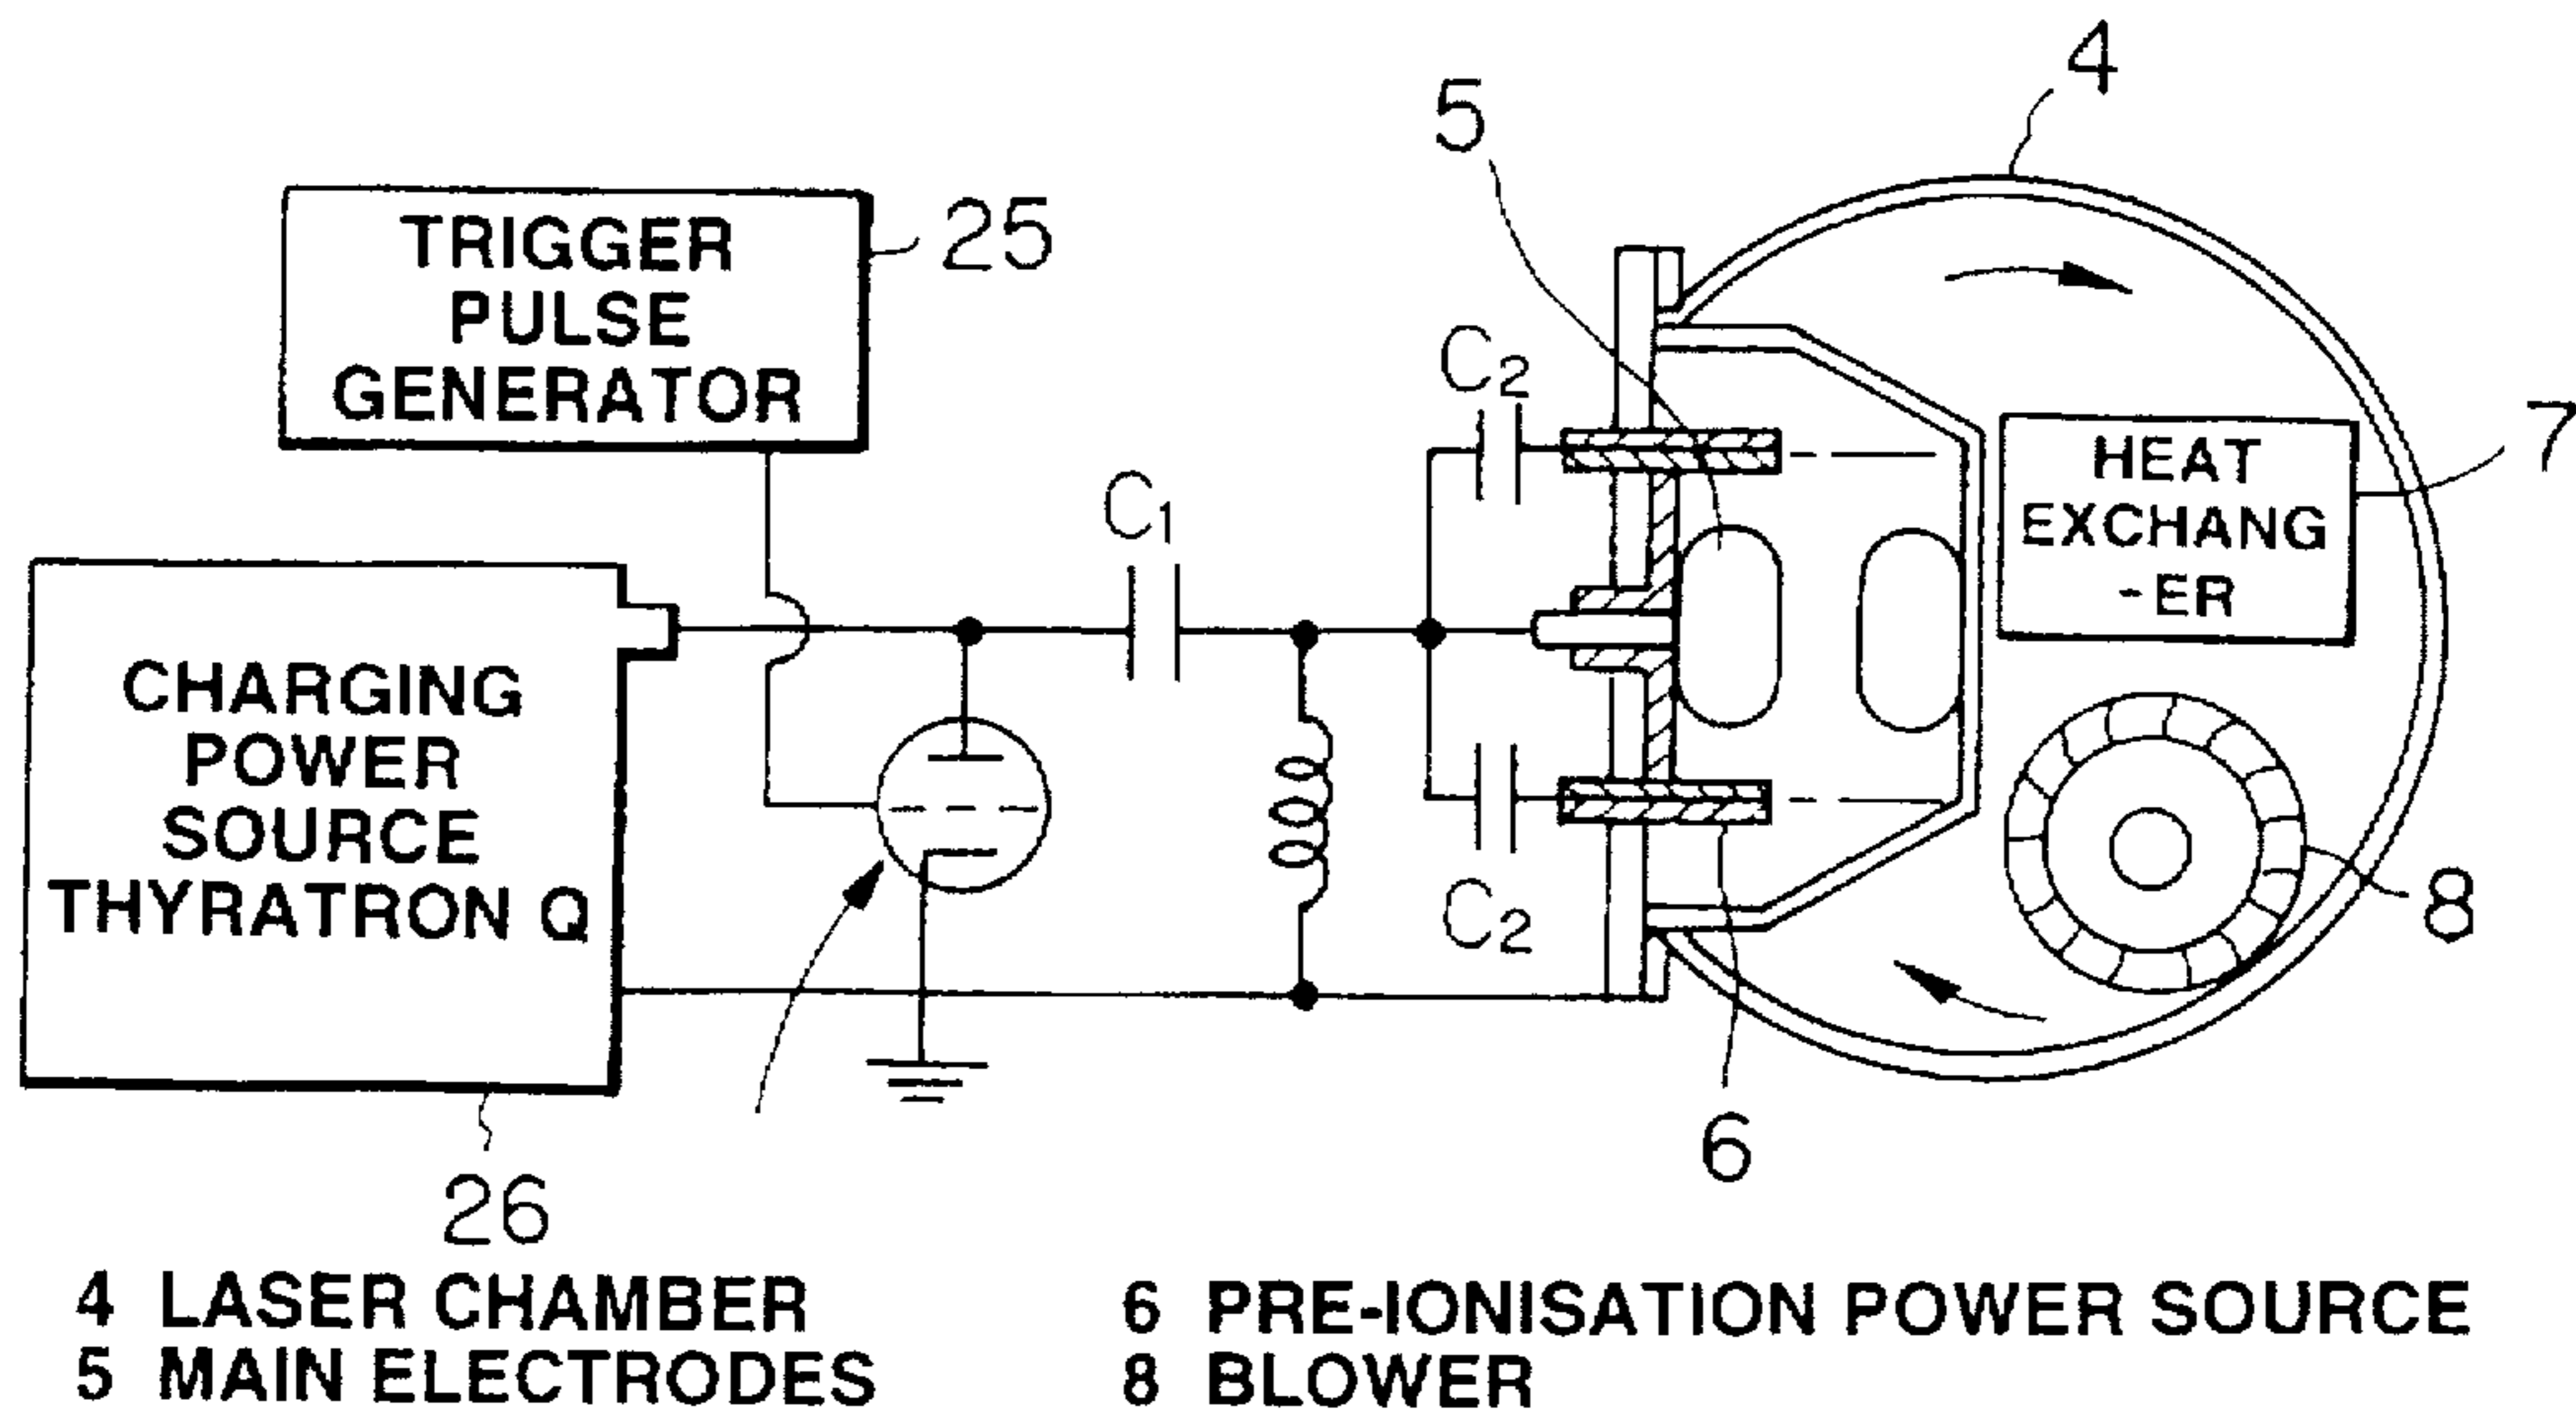 4
5
TRIGGER
PULSE
GENERATOR
25
C2
7
HEAT
EXCHANG
-ER
C1
CHARGING
POWER
SOURCE
THYRATRON Q
C2
8
6
26
4 LASER CHAMBER
5 MAIN ELECTRODES
6 PRE-IONISATION POWER SOURCE
8 BLOWER